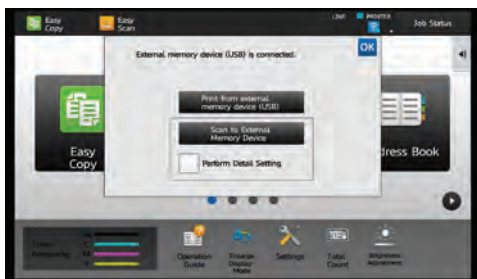 Easy
Copy
Easy
Scan
LINE
PRINTER
Job Status
External memory device (USB) is connected.
OK
Print from external
memory device (USB)
Scan to External
Memory Device
Perform Detail Setting
Easy
Copy
dress Book
Toner
Remaining
C
M
Y
Operation
Guide
Enlarge
Display
Mode
Settings
Total
Count
Brightness
Adjustment